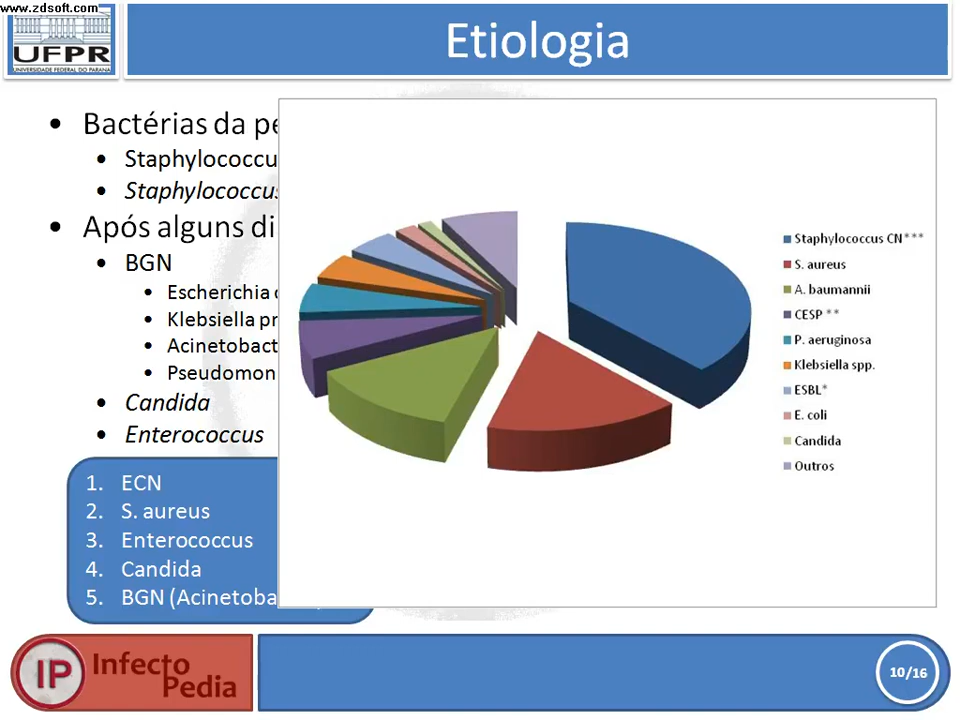 www.zdsoft.com
UFPR
UNIVERSIDADE FEDERAL DO PARANÁ
Etiologia
• Bactérias da
• Staphylococcu
• Staphylococcus
• Após alguns di
• BGN
• Escherichia
• Klebsiella pr
• Acinetobact
• Pseudomon
• Candida
• Enterococcus
1. ECN
2. S. aureus
3. Enterococcus
4. Candida
5. BGN (Acinetoba
Staphylococcus CN***
S. aureus
A. baumannii
CESP **
P. aeruginosa
Klebsiella spp.
ESBL*
E. coli
Candida
Outros
IP Infecto
Pedia
10/16